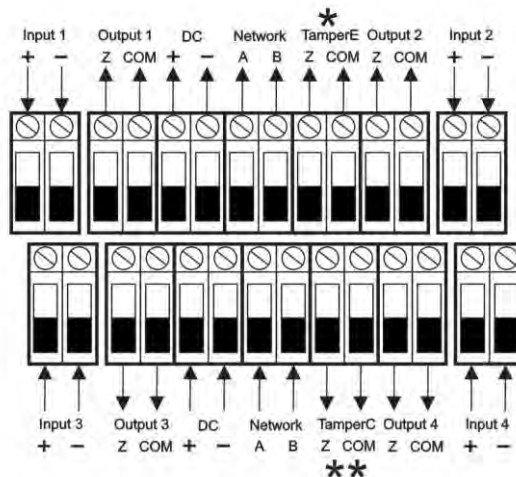 *
Input 1 Output 1 DC Network TamperE Output 2 Input 2
+ − Z COM + − A B Z COM Z COM + −
Input 3 Output 3 DC Network TamperC Output 4 Input 4
+ − Z COM + − A B Z COM Z COM + −
**